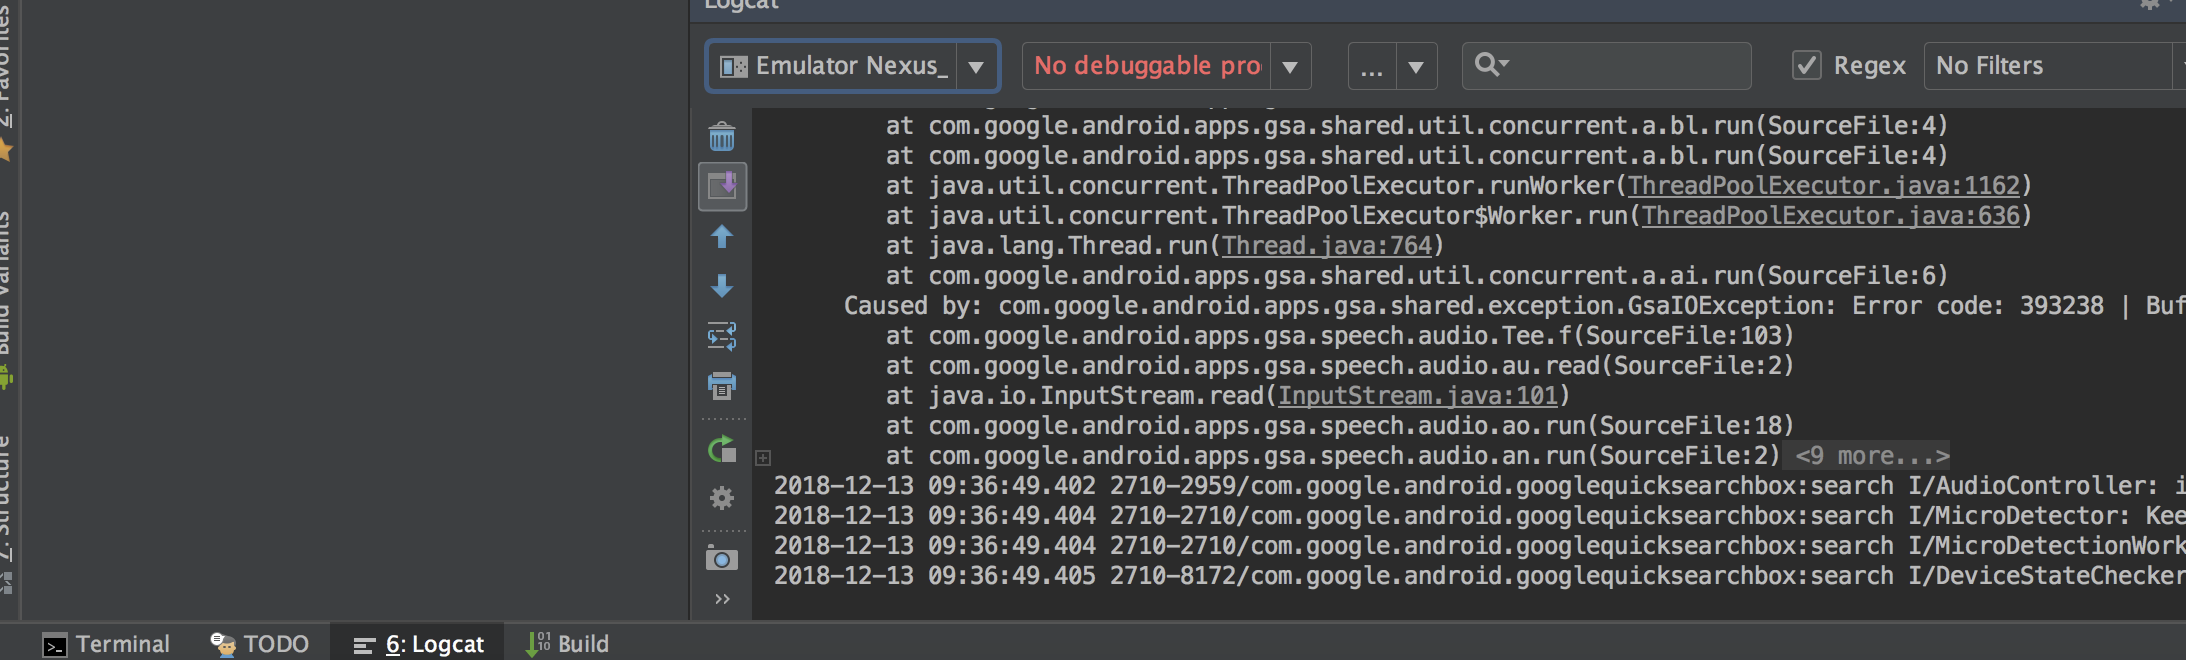 Logcat
2: Favorites
Build Variants
7: Structure
Emulator Nexus_
No debuggable pro
...
Regex
No Filters
at com.google.android.apps.gsa.shared.util.concurrent.a.bl.run(SourceFile:4)
at com.google.android.apps.gsa.shared.util.concurrent.a.bl.run(SourceFile:4)
at java.util.concurrent.ThreadPoolExecutor.runWorker(ThreadPoolExecutor.java:1162)
at java.util.concurrent.ThreadPoolExecutor$Worker.run(ThreadPoolExecutor.java:636)
at java.lang.Thread.run(Thread.java:764)
at com.google.android.apps.gsa.shared.util.concurrent.a.ai.run(SourceFile:6)
Caused by: com.google.android.apps.gsa.shared.exception.GsaIOException: Error code: 393238 | Buf
at com.google.android.apps.gsa.speech.audio.Tee.f(SourceFile:103)
at com.google.android.apps.gsa.speech.audio.au.read(SourceFile:2)
at java.io.InputStream.read(InputStream.java:101)
at com.google.android.apps.gsa.speech.audio.ao.run(SourceFile:18)
at com.google.android.apps.gsa.speech.audio.an.run(SourceFile:2) <9 more...>
2018-12-13 09:36:49.402 2710-2959/com.google.android.googlequicksearchbox:search I/AudioController: i
2018-12-13 09:36:49.404 2710-2710/com.google.android.googlequicksearchbox:search I/MicroDetector: Kee
2018-12-13 09:36:49.404 2710-2710/com.google.android.googlequicksearchbox:search I/MicroDetectionWork
2018-12-13 09:36:49.405 2710-8172/com.google.android.googlequicksearchbox:search I/DeviceStateChecker
Terminal
TODO
6: Logcat
Build